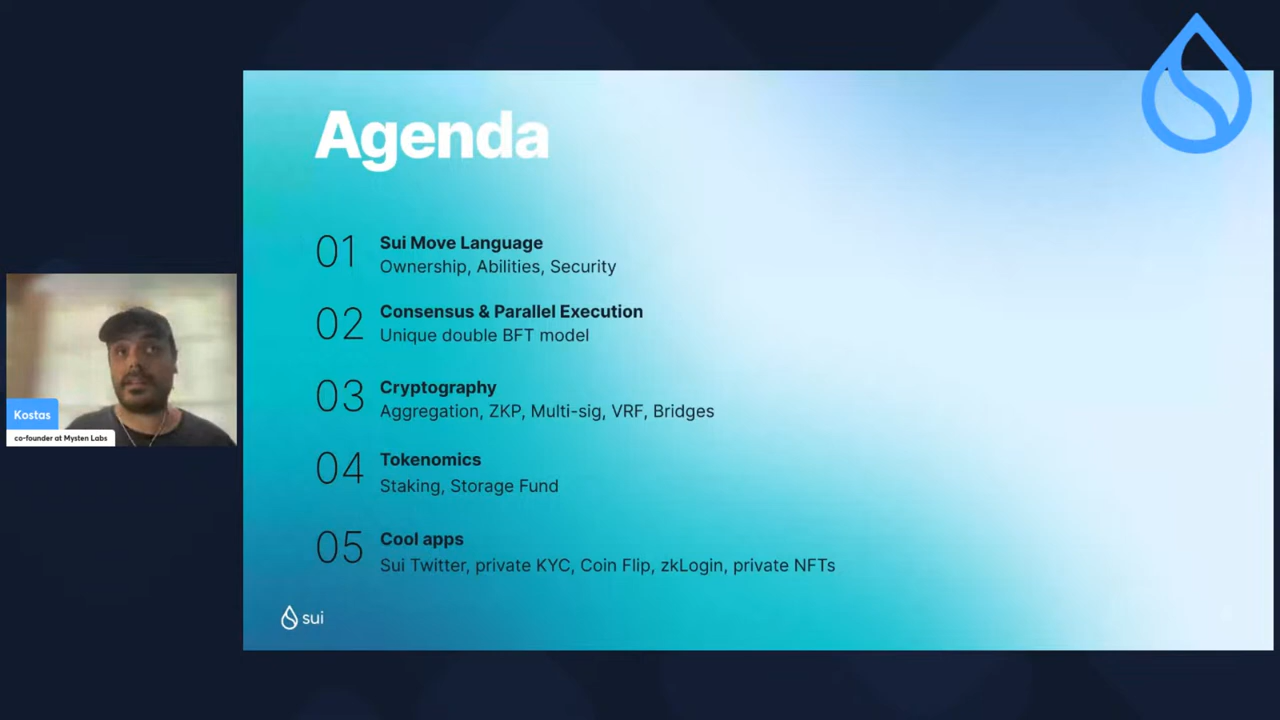 Agenda
01 Sui Move Language
Ownership, Abilities, Security
02 Consensus & Parallel Execution
Unique double BFT model
03 Cryptography
Aggregation, ZKP, Multi-sig, VRF, Bridges
04 Tokenomics
Staking, Storage Fund
05 Cool apps
Sui Twitter, private KYC, Coin Flip, zkLogin, private NFTs
sui
Kostas
co-founder at Mysten Labs